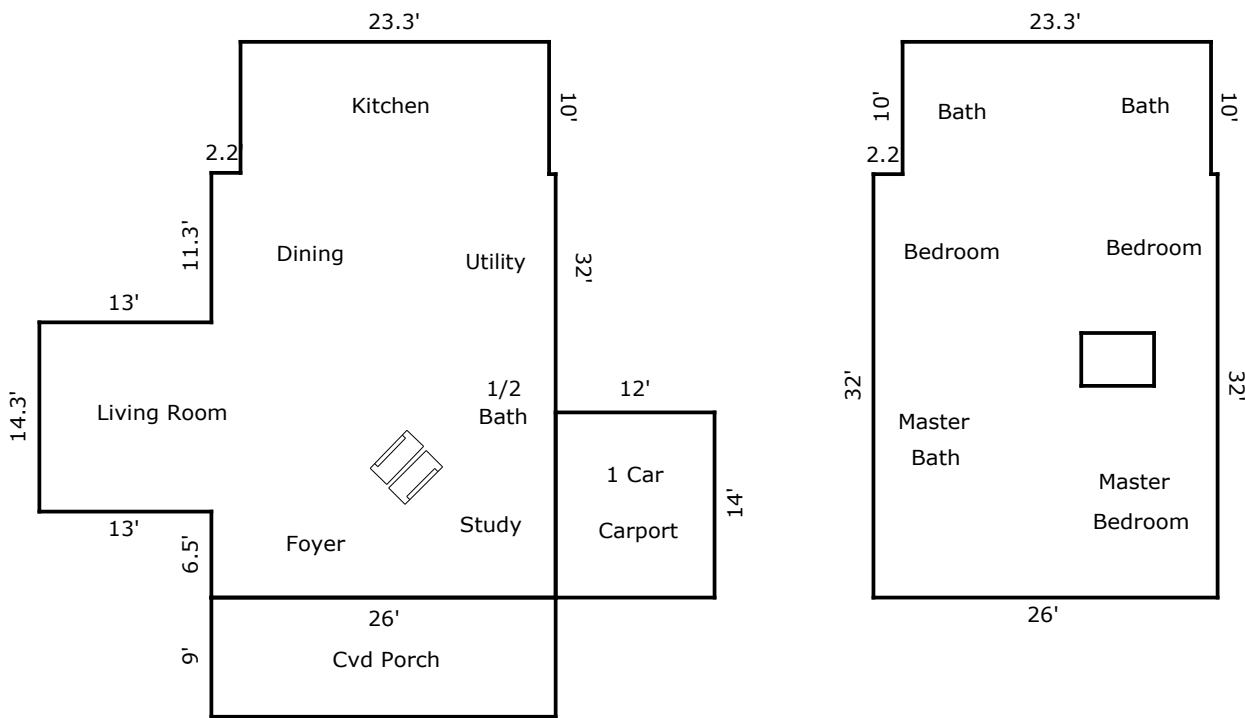 23.3'
Kitchen
10'
2.2'
11.3'
Dining
Utility
32'
13'
14.3'
Living Room
1/2
Bath
12'
1 Car
Carport
14'
13'
6.5'
Foyer
Study
26'
9'
Cvd Porch
23.3'
10'
Bath
Bath
10'
2.2
Bedroom
Bedroom
32'
32'
Master
Bath
Master
Bedroom
26'